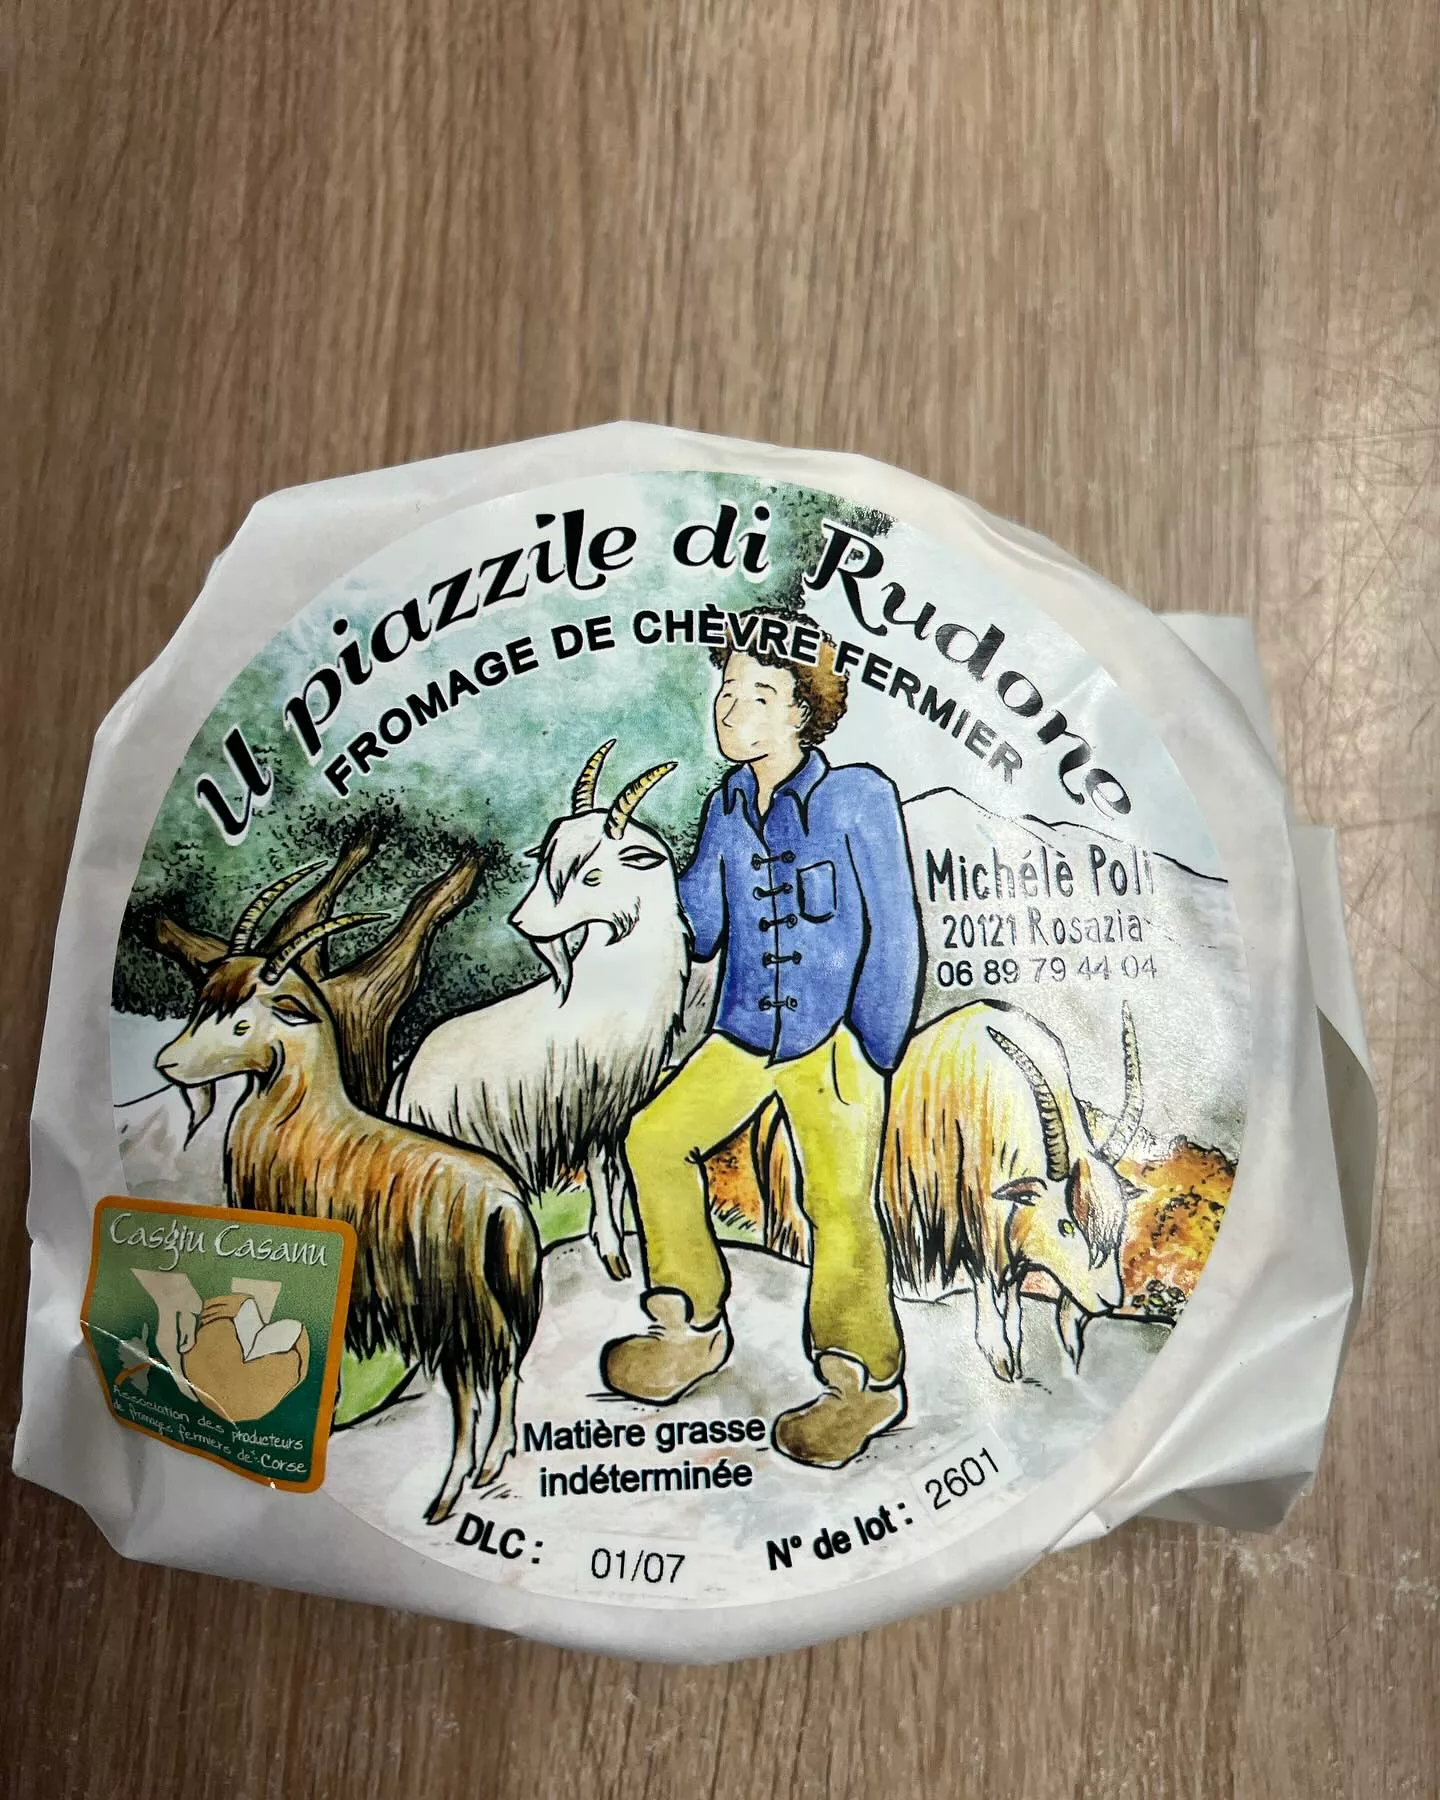 U piazzile di Rudone
FROMAGE DE CHÈVRE FERMIER
Michélè Poli
20121 Rosazia
06 89 79 44 04
Casgiu Casanu
Association des producteurs
de fromages fermiers de Corse
Matière grasse
indéterminée
DLC : 01/07
N° de lot : 2601